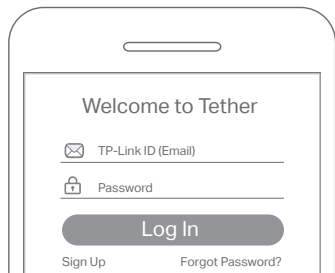 Welcome to Tether
TP-Link ID (Email)
Password
Log In
Sign Up Forgot Password?